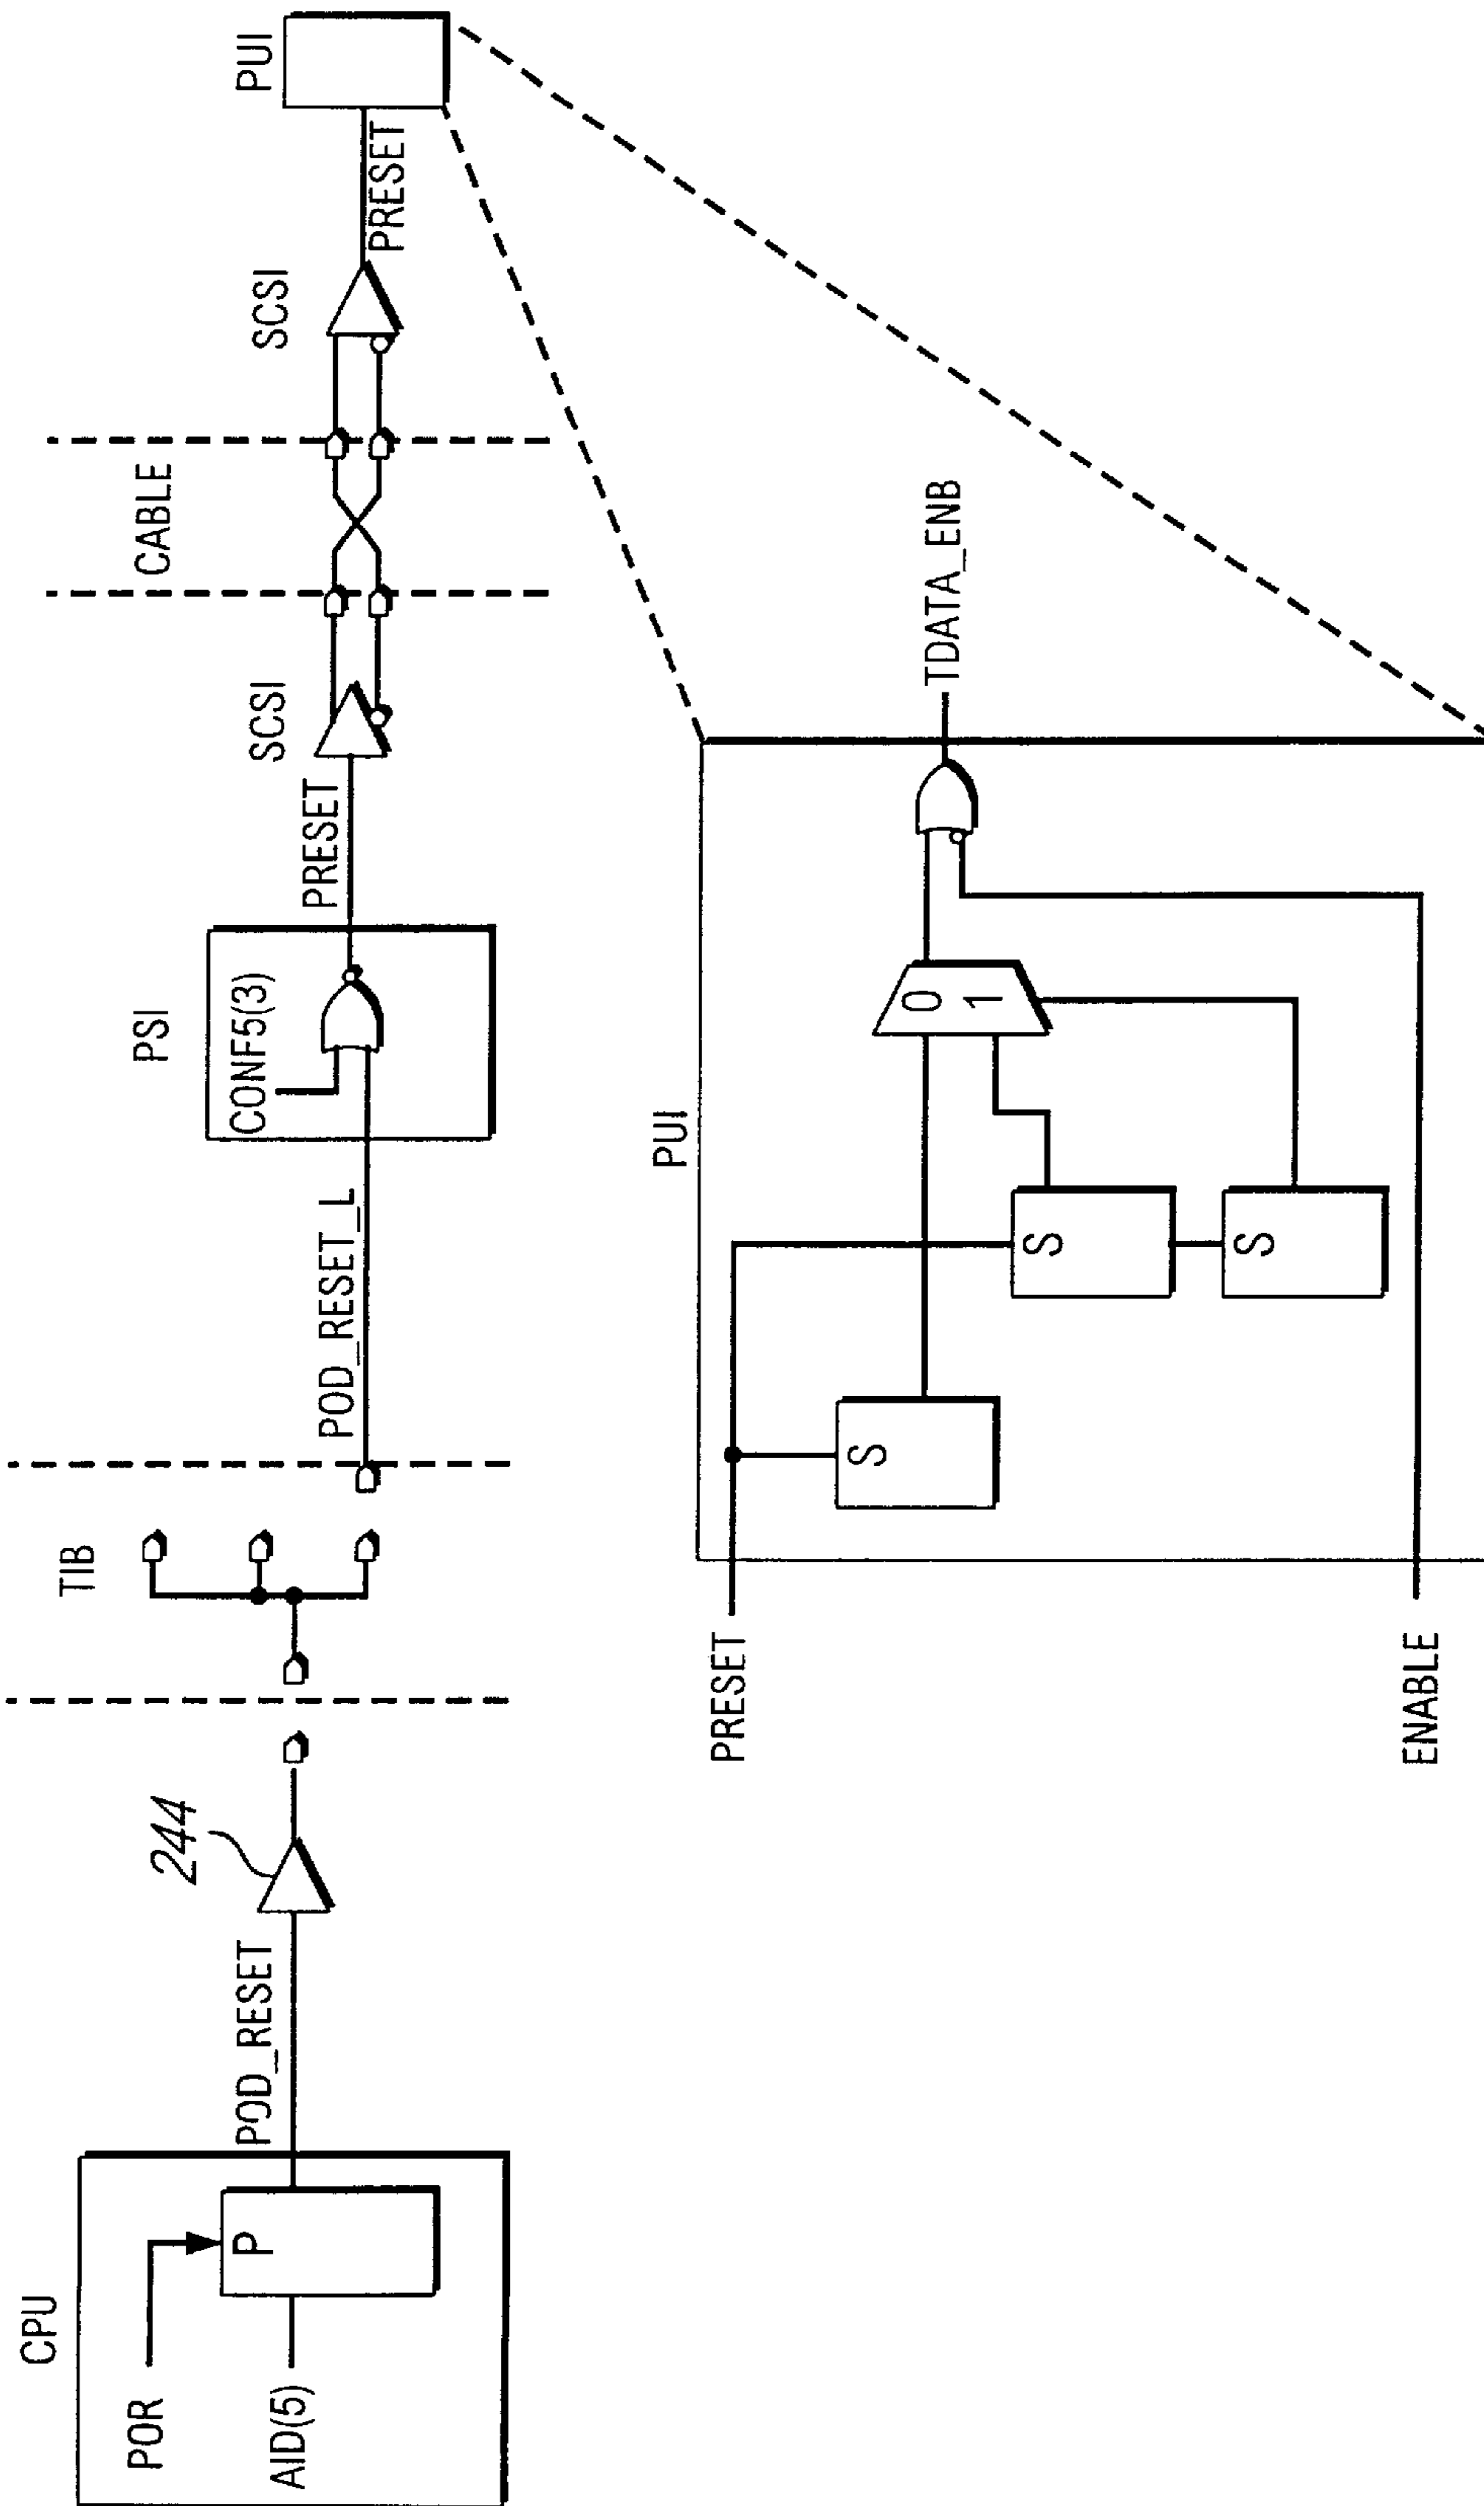 CPU
POR
AID(5)
P
POD_RESET
244
TIB
POD_RESET_L
PSI
CONF5(3)
PRESET
SCSI
CABLE
SCSI
PRESET
PUI
PUI
PRESET
ENABLE
S
S
S
0
1
TDATA_ENB